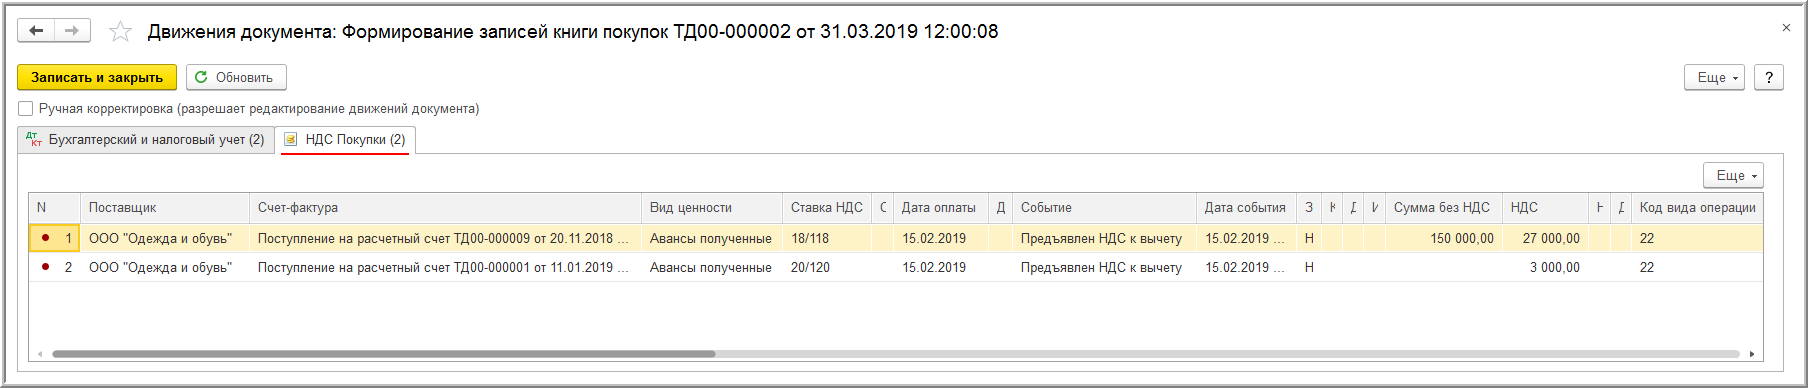 Движения документа: Формирование записей книги покупок ТД00-000002 от 31.03.2019 12:00:08
Записать и закрыть Обновить Еще ?
Ручная корректировка (разрешает редактирование движений документа)
Дт Кт Бухгалтерский и налоговый учет (2) НДС Покупки (2)
Еще
N Поставщик Счет-фактура Вид ценности Ставка НДС С Дата оплаты Д Событие Дата события З К Д И Сумма без НДС НДС Н Д Код вида операции
1 ООО "Одежда и обувь" Поступление на расчетный счет ТД00-000009 от 20.11.2018 ... Авансы полученные 18/118 15.02.2019 Предъявлен НДС к вычету 15.02.2019 ... Н 150 000,00 27 000,00 22
2 ООО "Одежда и обувь" Поступление на расчетный счет ТД00-000001 от 11.01.2019 ... Авансы полученные 20/120 15.02.2019 Предъявлен НДС к вычету 15.02.2019 ... Н 3 000,00 22